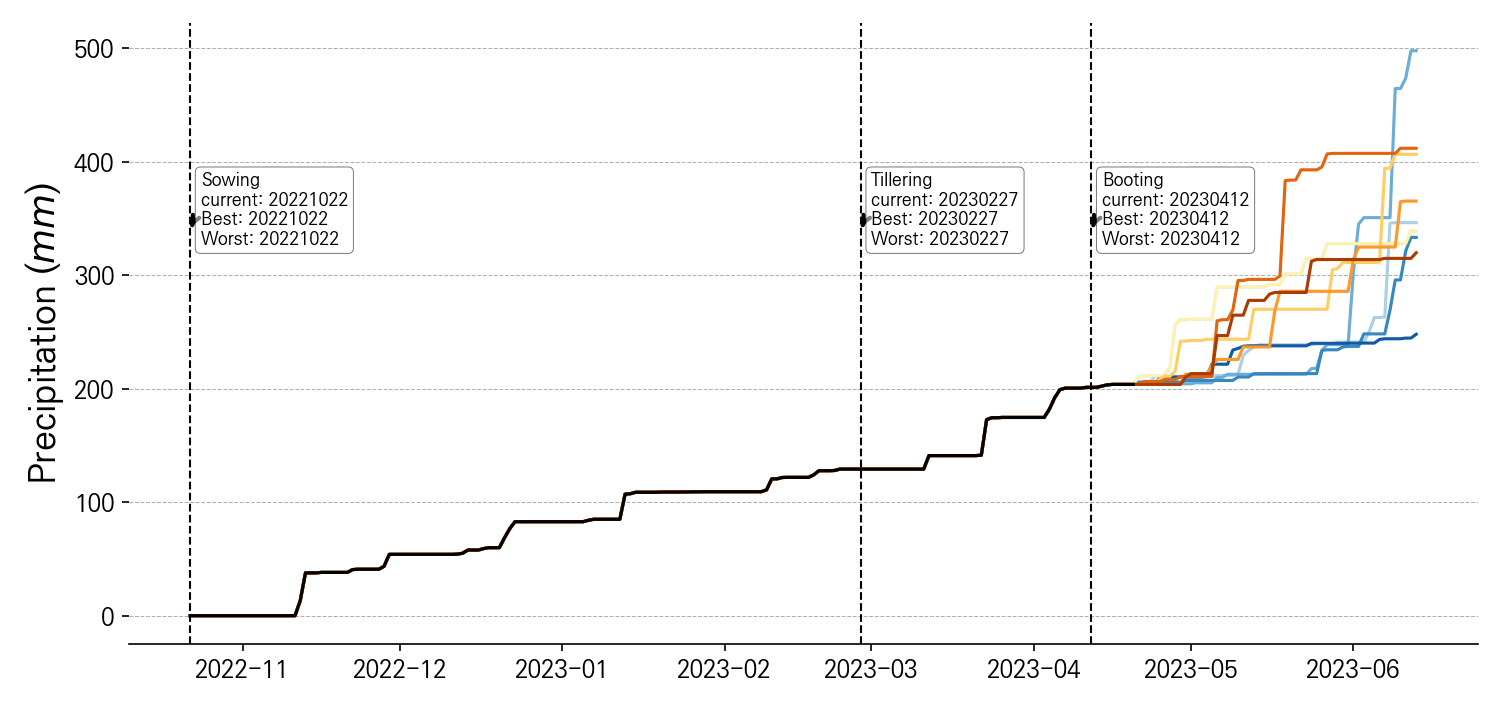 Precipitation (mm)
500
400
300
200
100
0
Sowing
current: 20221022
Best: 20221022
Worst: 20221022
Tillering
current: 20230227
Best: 20230227
Worst: 20230227
Booting
current: 20230412
Best: 20230412
Worst: 20230412
2022−11
2022−12
2023−01
2023−02
2023−03
2023−04
2023−05
2023−06